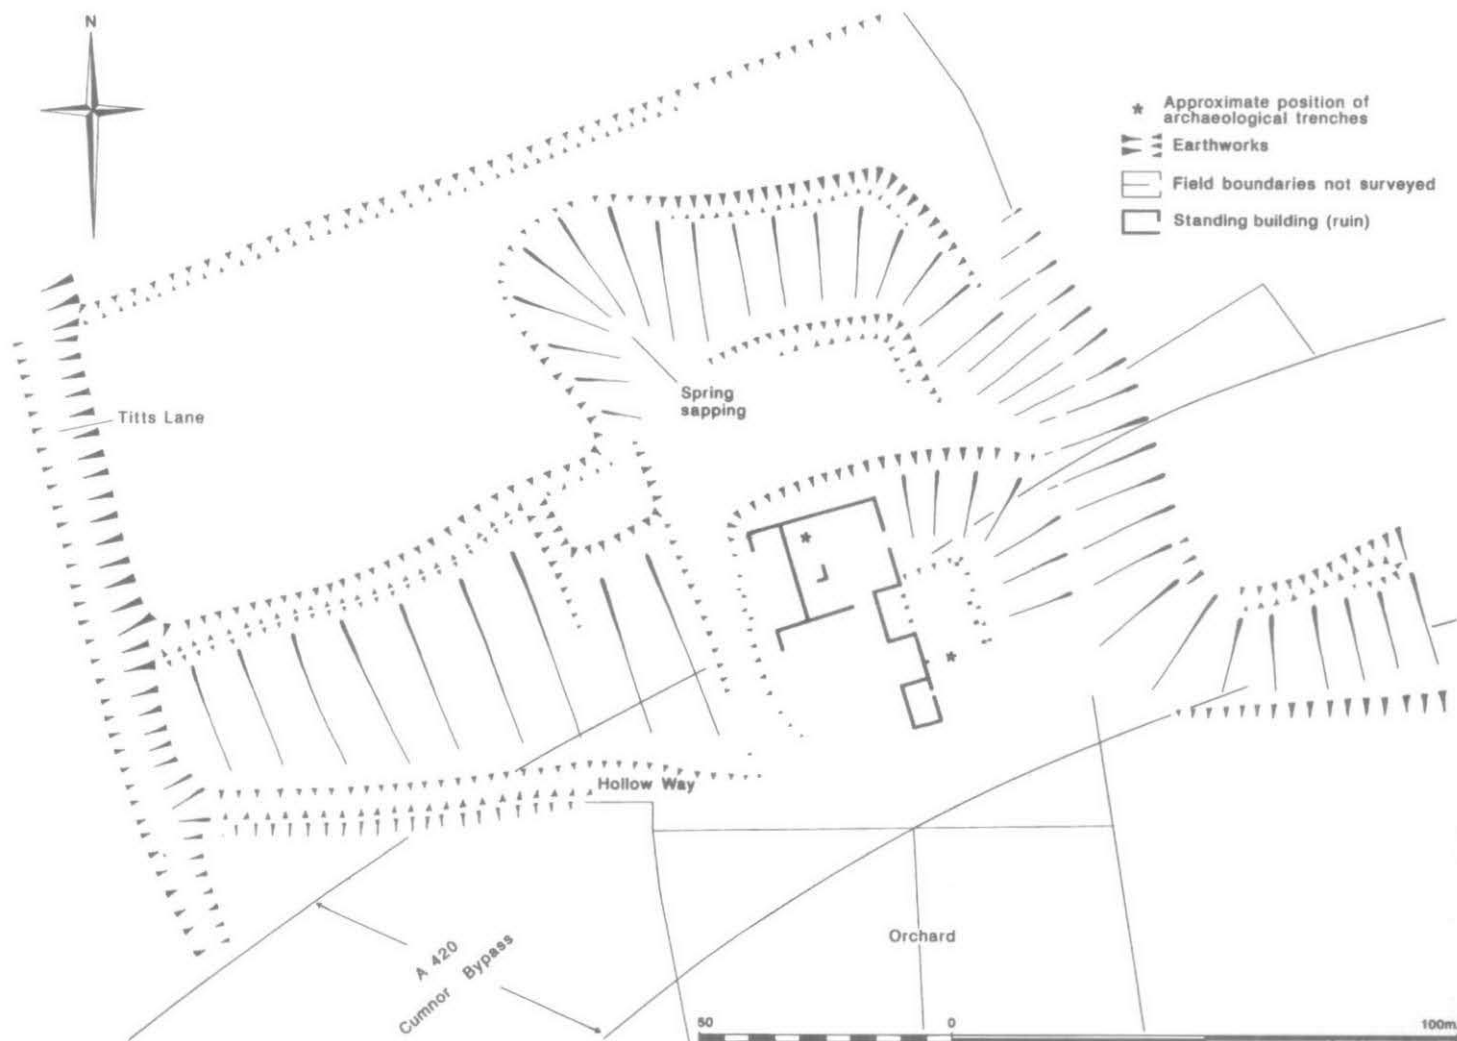 N
* Approximate position of
archaeological trenches
Earthworks
Field boundaries not surveyed
Standing building (ruin)
Titts Lane
Spring
sapping
Hollow Way
A 420
Cumnor Bypass
Orchard
50 0 100m